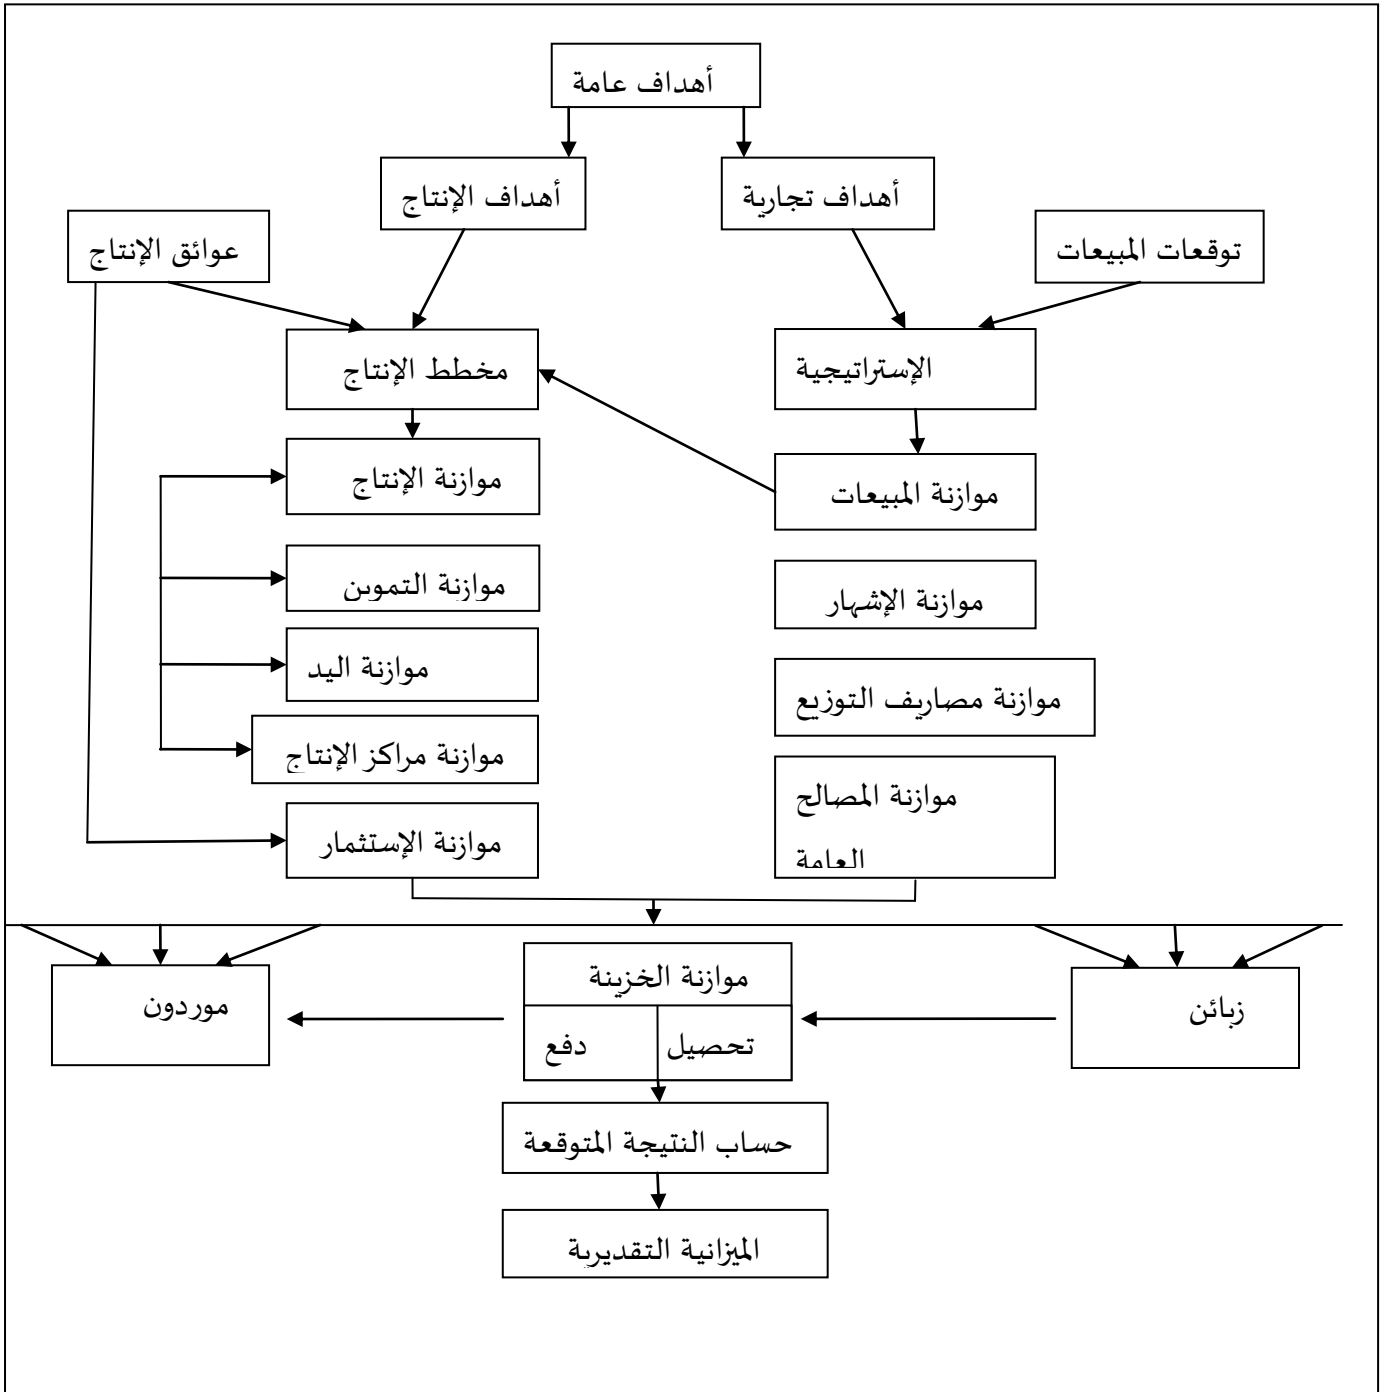 أهداف عامة
أهداف تجارية
أهداف الإنتاج
توقعات المبيعات
عوائق الإنتاج
الإستراتيجية
مخطط الإنتاج
موازنة المبيعات
موازنة الإنتاج
موازنة الإشهار
موازنة التموين
موازنة مصاريف التوزيع
موازنة اليد
موازنة مراكز الإنتاج
موازنة المصالح
العامة
موازنة الإستثمار
زبائن
موازنة الخزينة
تحصيل
دفع
موردون
حساب النتيجة المتوقعة
الميزانية التقديرية